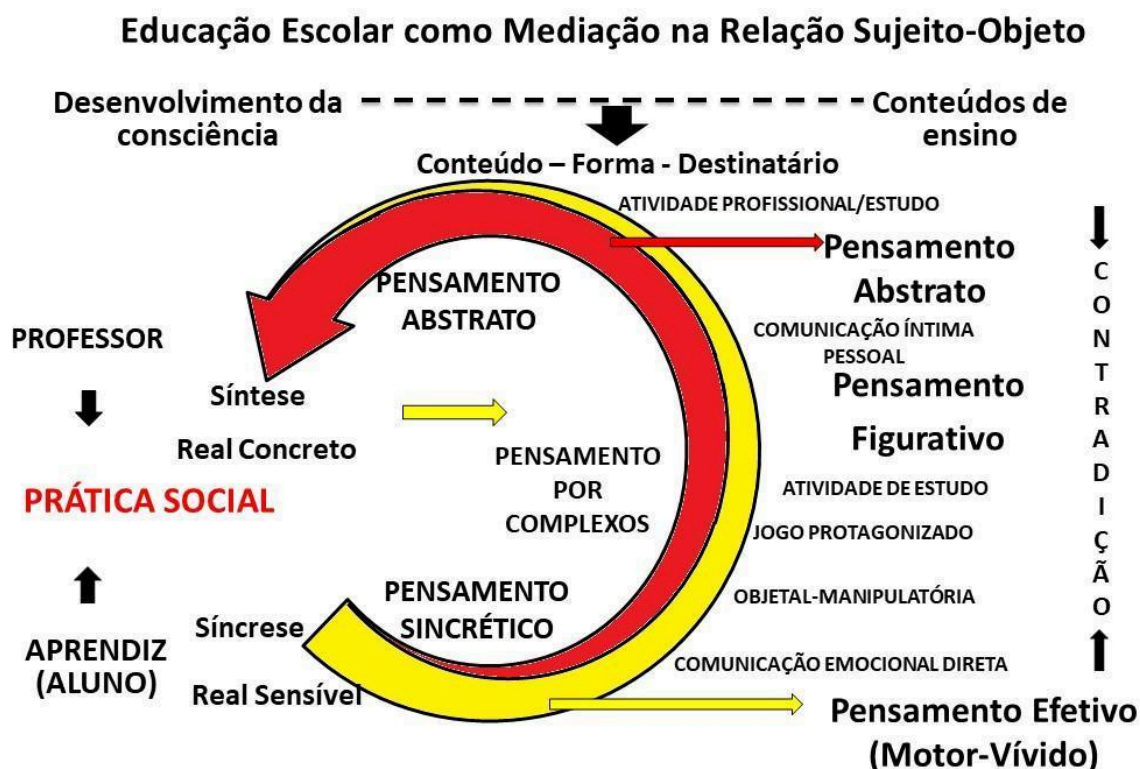 Educação Escolar como Mediação na Relação Sujeito-Objeto
Desenvolvimento da
consciência
Conteúdos de
ensino
Conteúdo – Forma - Destinatário
ATIVIDADE PROFISSIONAL/ESTUDO
Pensamento
Abstrato
PENSAMENTO
ABSTRATO
COMUNICAÇÃO ÍNTIMA
PESSOAL
PROFESSOR
Síntese
Real Concreto
Pensamento
Figurativo
PENSAMENTO
POR
COMPLEXOS
PRÁTICA SOCIAL
ATIVIDADE DE ESTUDO
JOGO PROTAGONIZADO
OBJETAL-MANIPULATÓRIA
PENSAMENTO
SINCRÉTICO
Síncrese
Real Sensível
APRENDIZ
(ALUNO)
COMUNICAÇÃO EMOCIONAL DIRETA
Pensamento Efetivo
(Motor-Vívido)
C
O
N
T
R
A
D
I
Ç
Ã
O